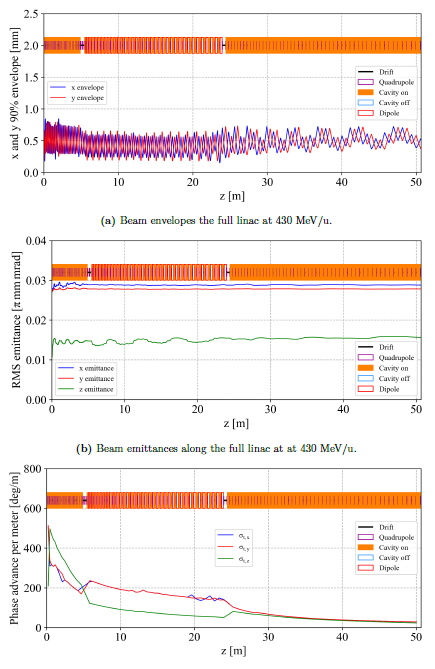 2.5
2.0
1.5
1.0
0.5
0.0
x and y 90% envelope [mm]
x envelope
y envelope
Drift
Quadrupole
Cavity on
Cavity off
Dipole
0 10 20 30 40 50
z [m]
(a) Beam envelopes the full linac at 430 MeV/u.
0.04
0.03
0.02
0.01
0.00
RMS emittance [π mm mrad]
x emittance
y emittance
z emittance
Drift
Quadrupole
Cavity on
Cavity off
Dipole
0 10 20 30 40 50
z [m]
(b) Beam emittances along the full linac at at 430 MeV/u.
800
600
400
200
0
Phase advance per meter [deg/m]
σt,x
σt,y
σt,z
Drift
Quadrupole
Cavity on
Cavity off
Dipole
0 10 20 30 40 50
z [m]